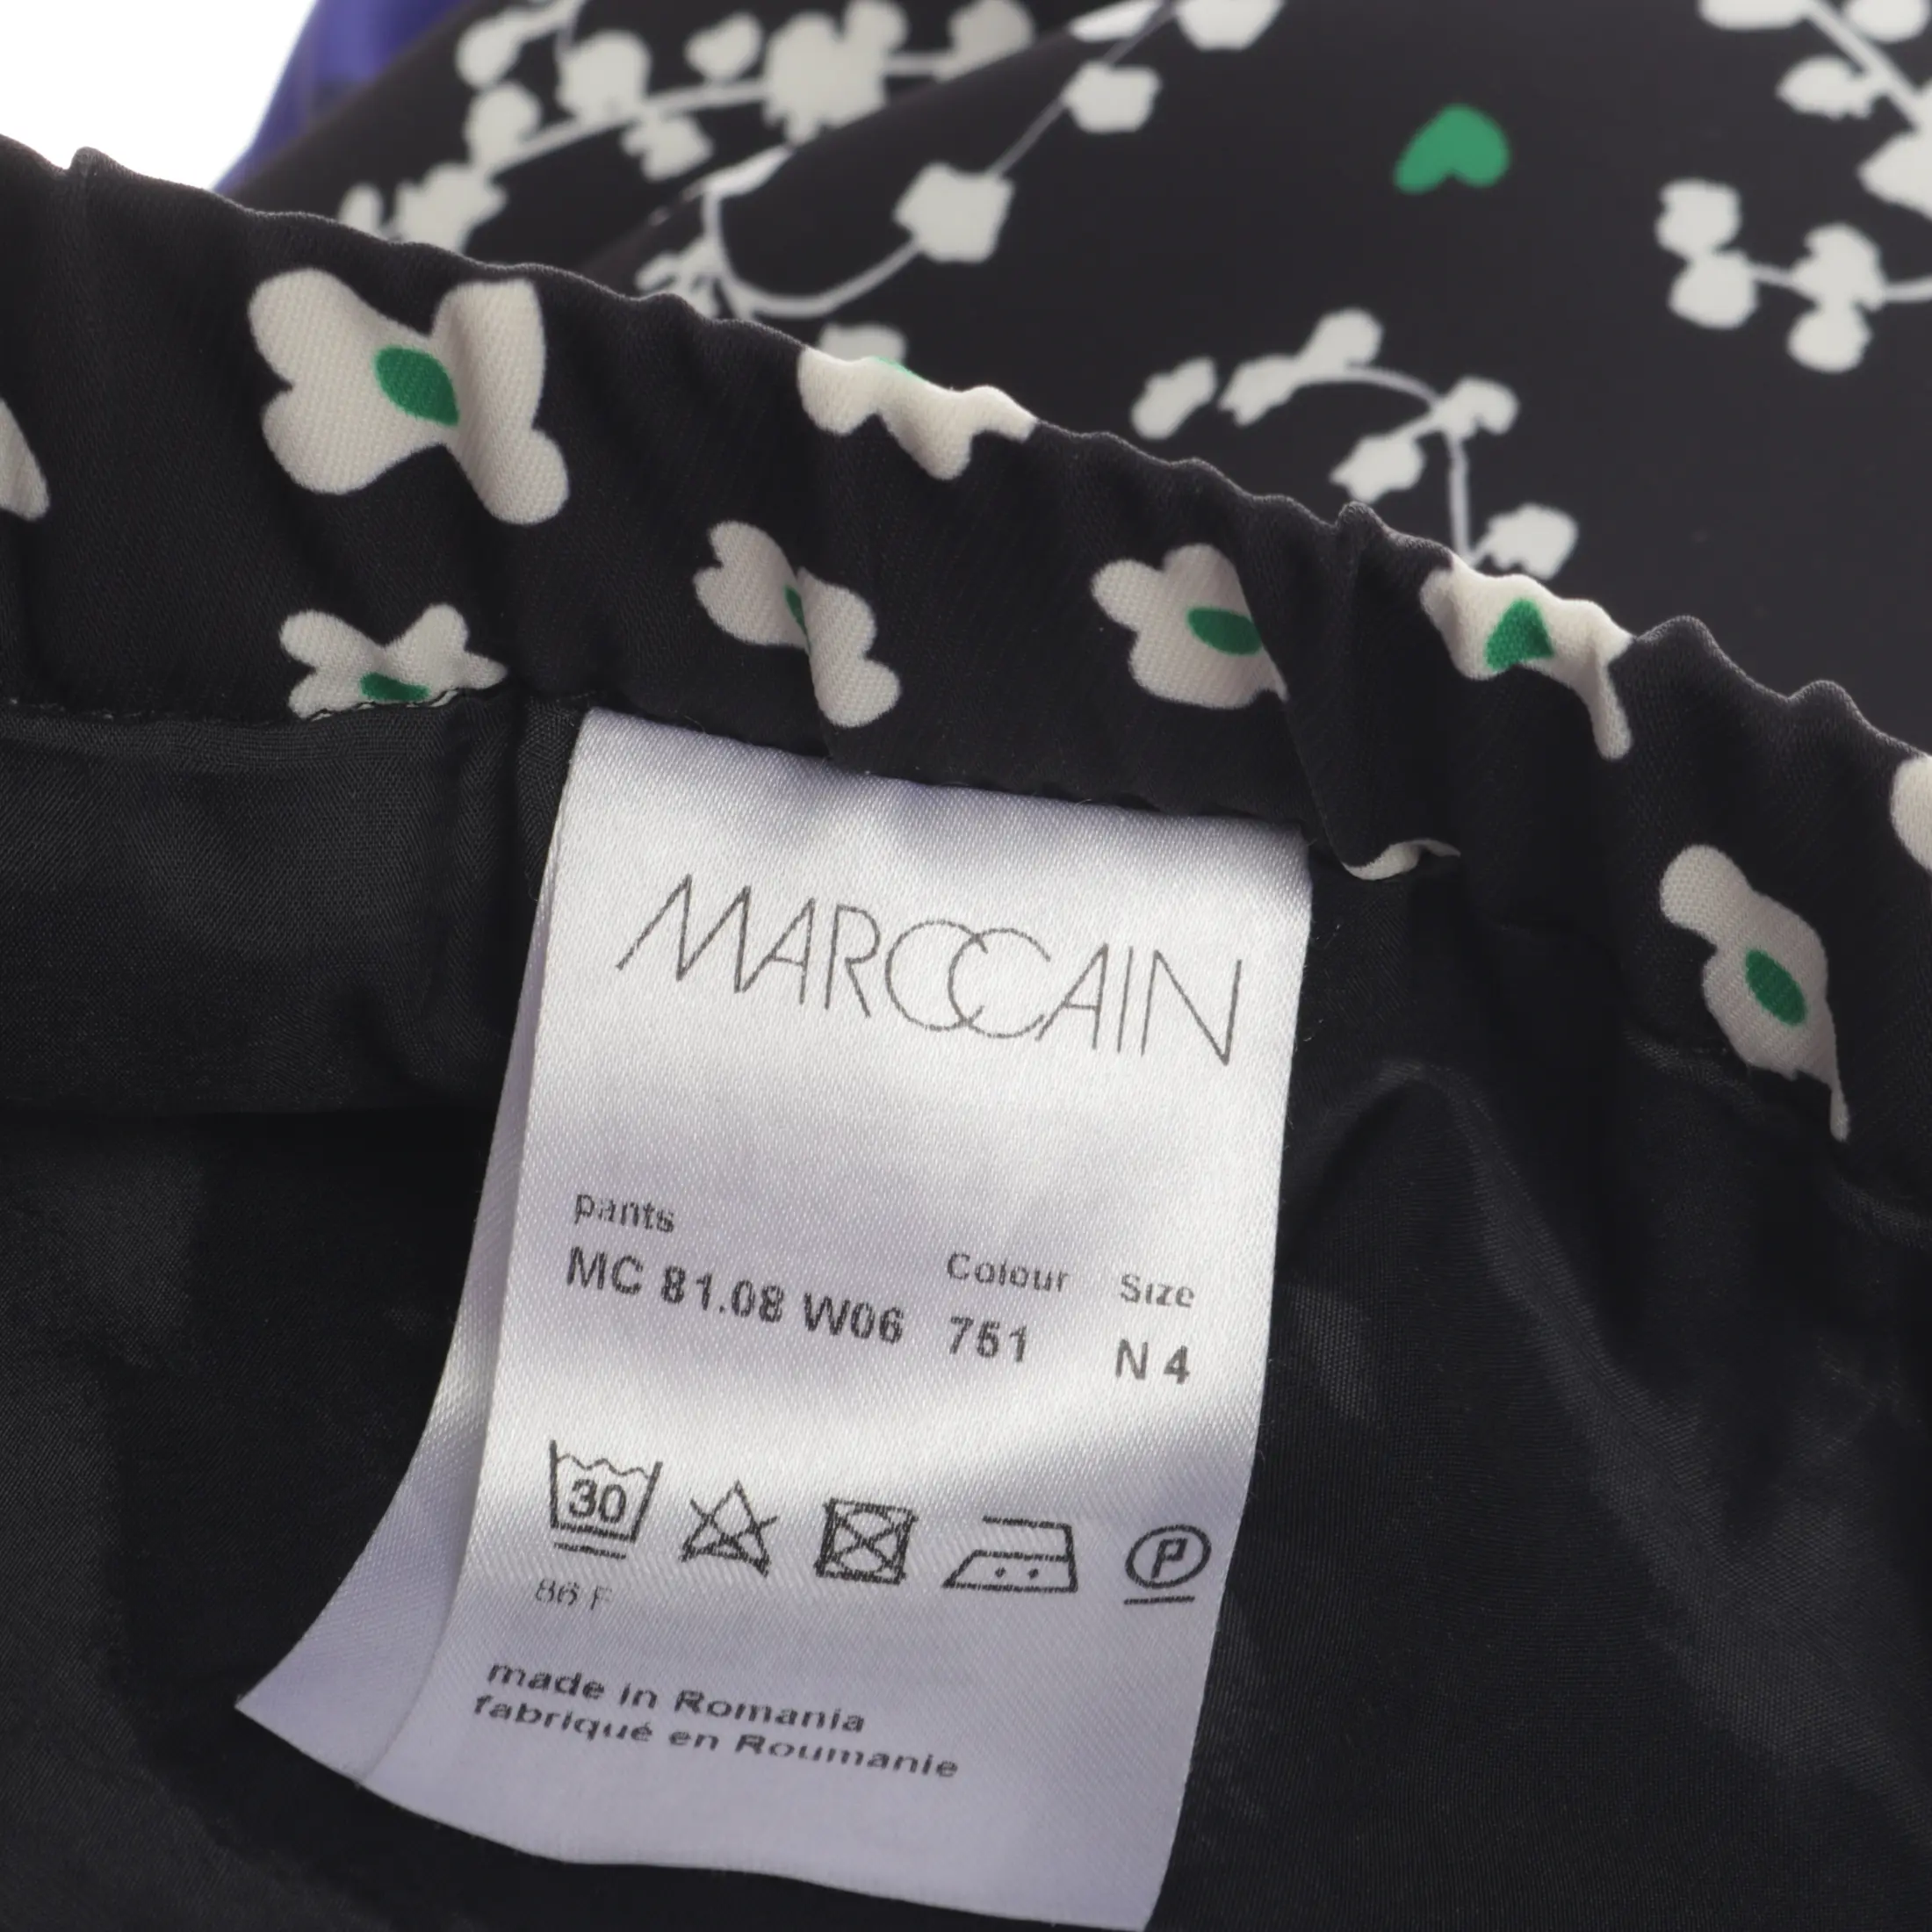 MARCCAIN
pants
Colour Size
MC 81.08 W06 751 N 4
30
P
86 F
made in Romania
fabriqué en Roumanie